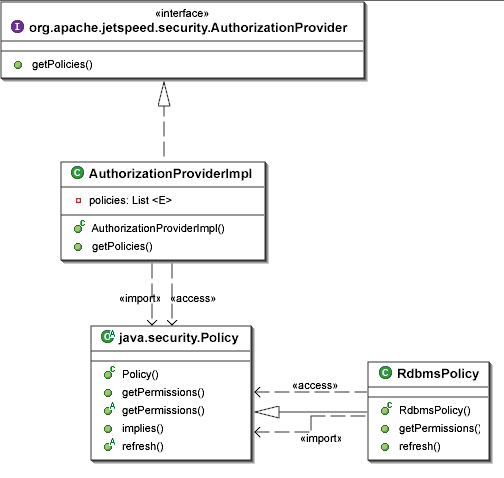 «interface»
I org.apache.jetspeed.security.AuthorizationProvider
getPolicies()
C AuthorizationProviderImpl
policies: List <E>
C AuthorizationProviderImpl()
getPolicies()
«import» «access»
C A java.security.Policy
C Policy()
getPermissions()
A getPermissions()
implies()
A refresh()
«access»
«import»
C RdbmsPolicy
C RdbmsPolicy()
getPermissions()
refresh()